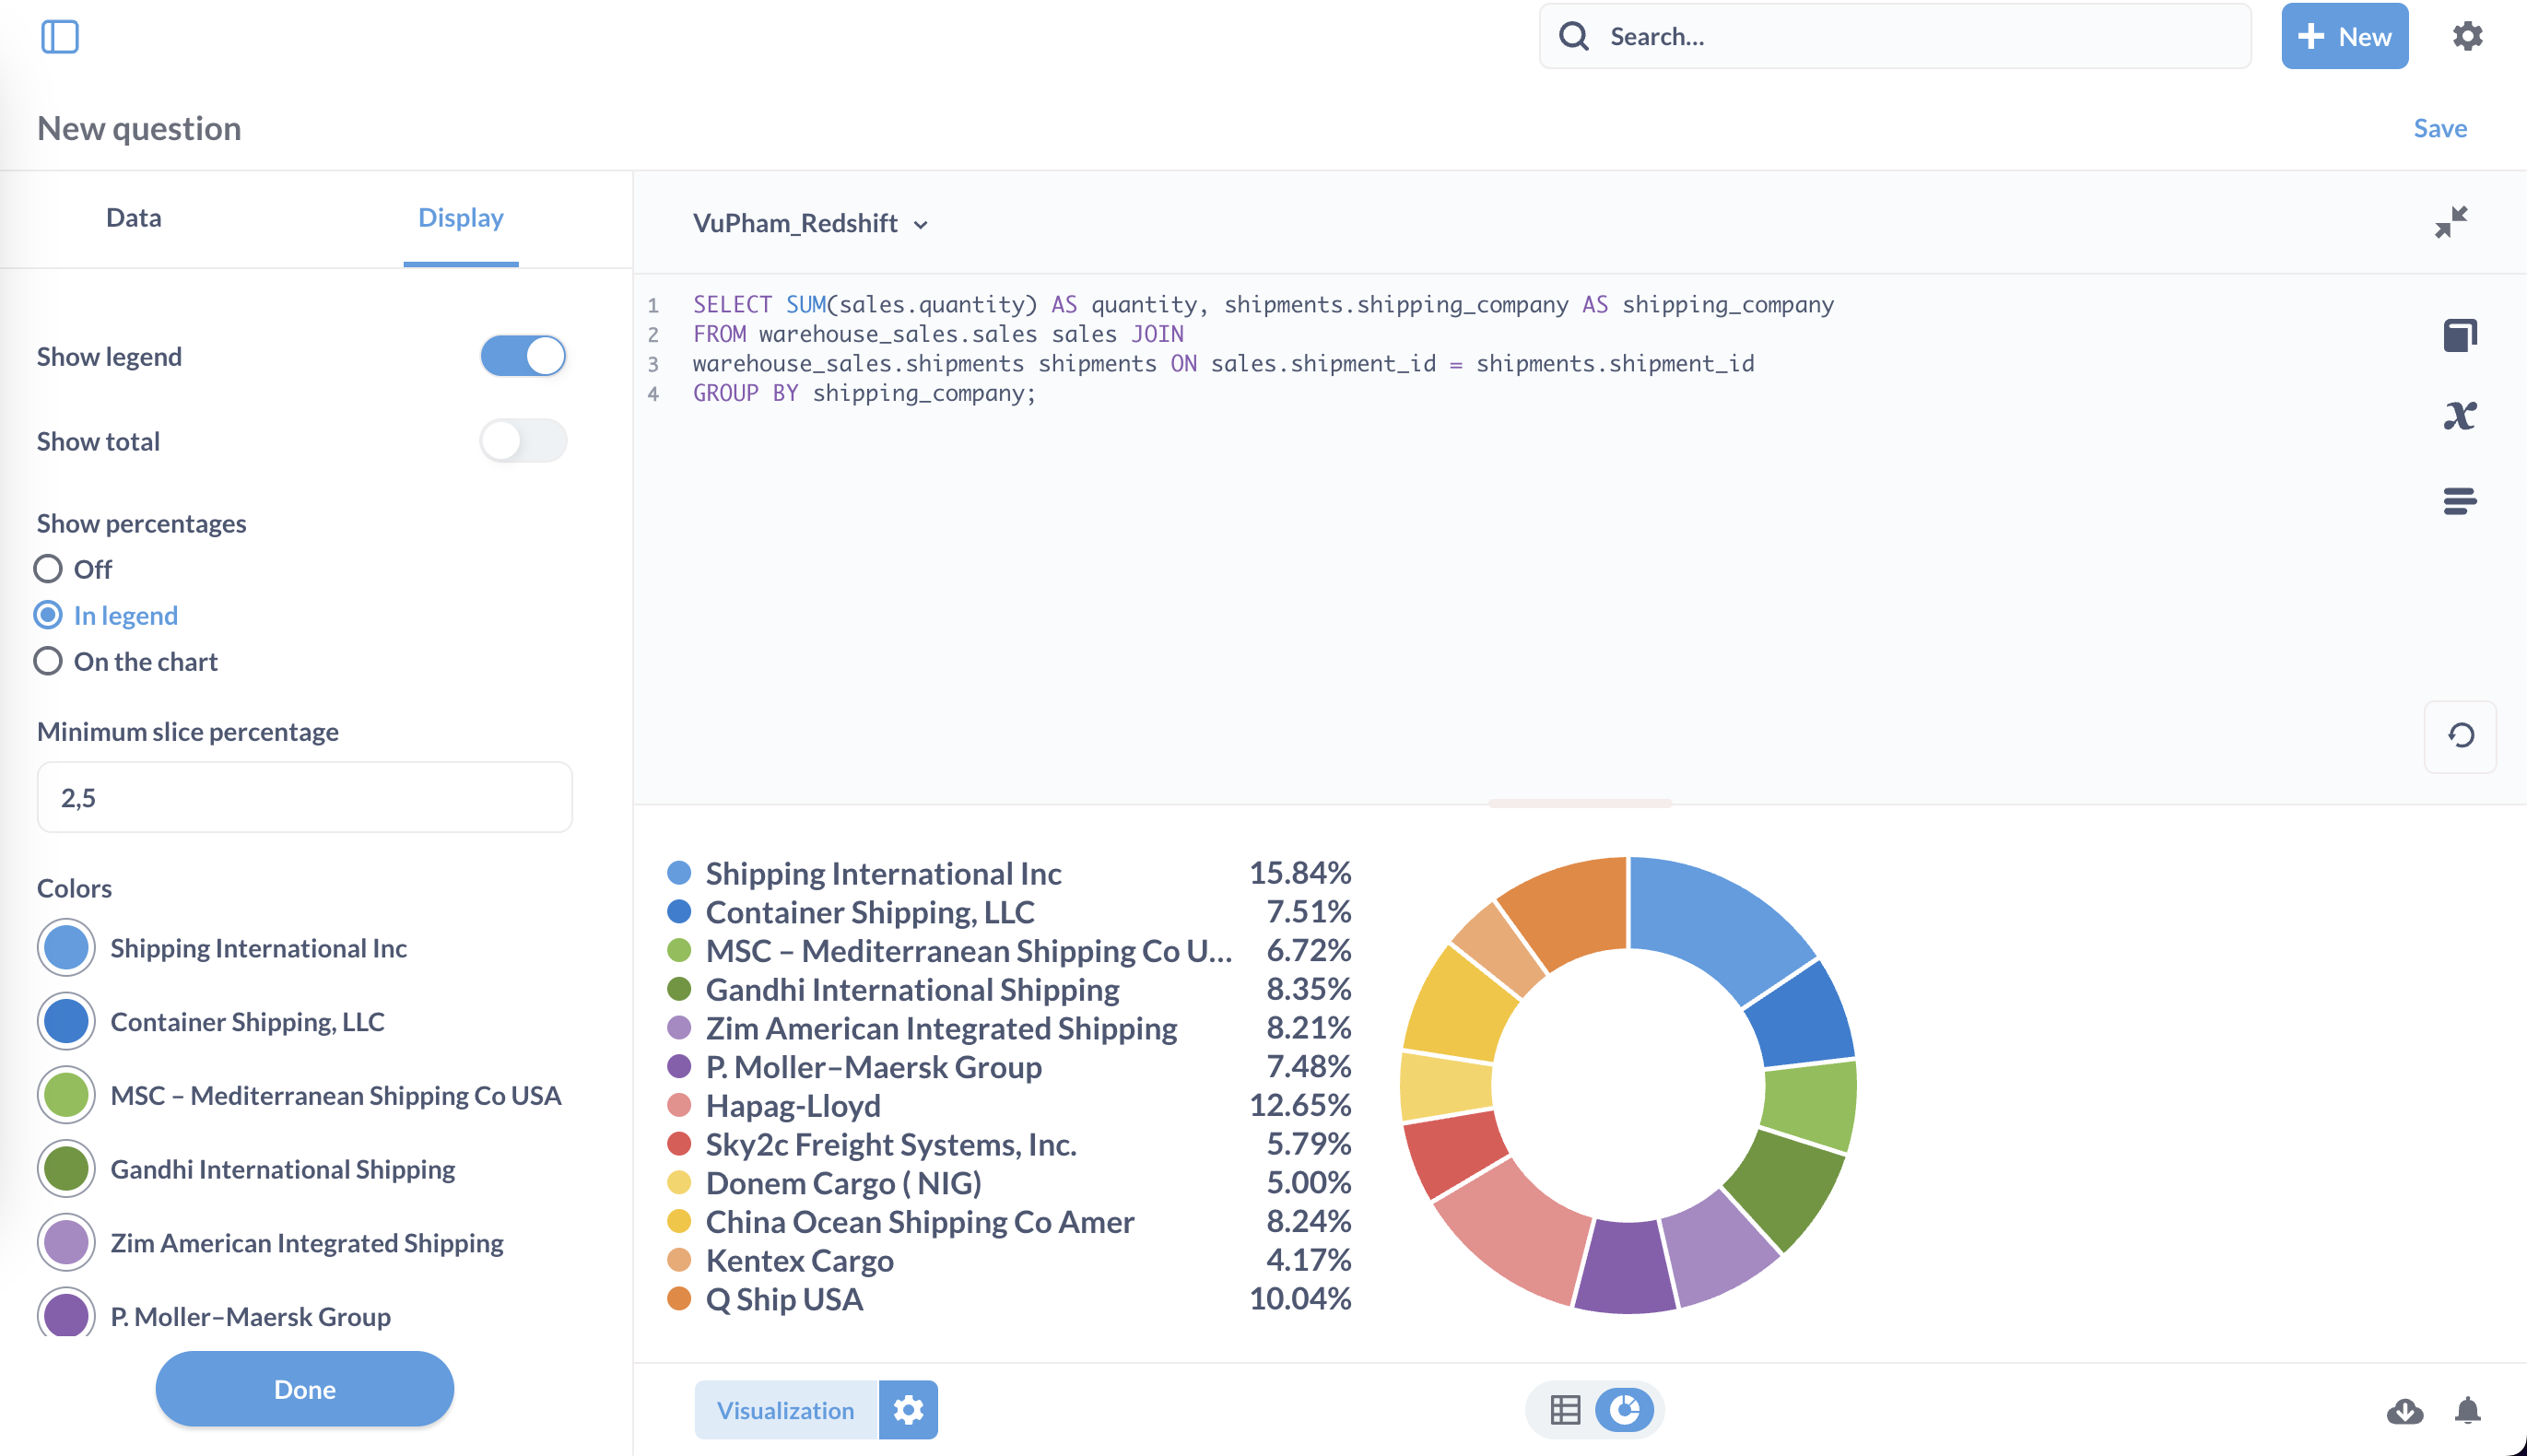 Search...
New
New question
Save
Data
Display
Show legend
Show total
Show percentages
Off
In legend
On the chart
Minimum slice percentage
2,5
Colors
Shipping International Inc
Container Shipping, LLC
MSC – Mediterranean Shipping Co USA
Gandhi International Shipping
Zim American Integrated Shipping
P. Moller–Maersk Group
Done
VuPham_Redshift
1 SELECT SUM(sales.quantity) AS quantity, shipments.shipping_company AS shipping_company
2 FROM warehouse_sales.sales sales JOIN
3 warehouse_sales.shipments shipments ON sales.shipment_id = shipments.shipment_id
4 GROUP BY shipping_company;
x
Shipping International Inc 15.84%
Container Shipping, LLC 7.51%
MSC – Mediterranean Shipping Co U... 6.72%
Gandhi International Shipping 8.35%
Zim American Integrated Shipping 8.21%
P. Moller–Maersk Group 7.48%
Hapag-Lloyd 12.65%
Sky2c Freight Systems, Inc. 5.79%
Donem Cargo ( NIG) 5.00%
China Ocean Shipping Co Amer 8.24%
Kentex Cargo 4.17%
Q Ship USA 10.04%
Visualization